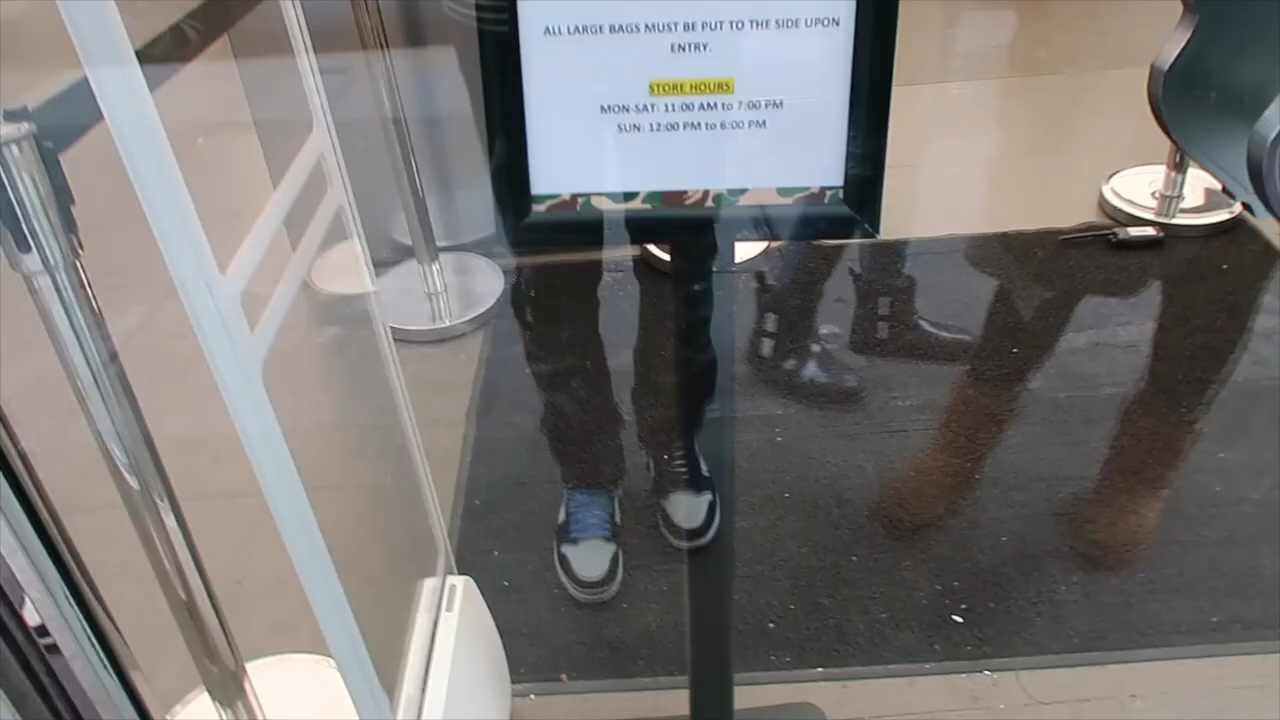 ALL LARGE BAGS MUST BE PUT TO THE SIDE UPON
ENTRY.
STORE HOURS
MON-SAT: 11:00 AM to 7:00 PM
SUN: 12:00 PM to 6:00 PM